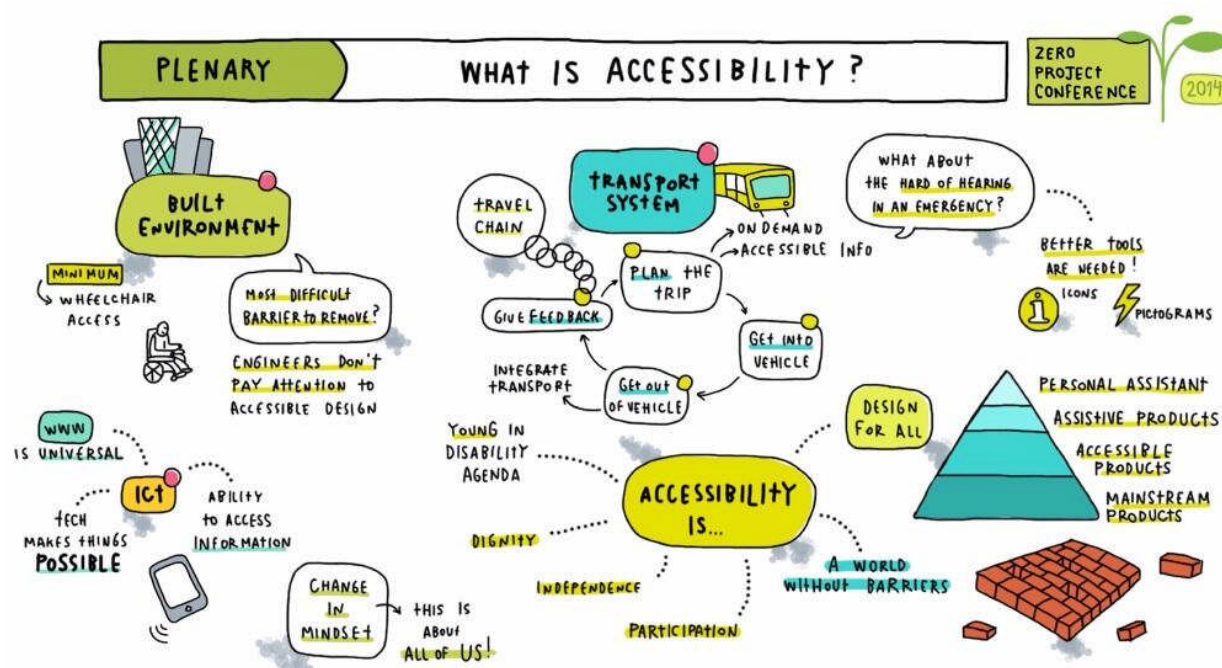 PLENARY
WHAT IS ACCESSIBILITY?
ZERO
PROJECT
CONFERENCE
2014
BUILT
ENVIRONMENT
MINIMUM
WHEELCHAIR
ACCESS
MOST DIFFICULT
BARRIER TO REMOVE?
ENGINEERS DON'T
PAY ATTENTION TO
ACCESSIBLE DESIGN
TRANSPORT
SYSTEM
TRAVEL
CHAIN
ON DEMAND
ACCESSIBLE INFO
PLAN THE
TRIP
GET INTO
VEHICLE
GET OUT
OF VEHICLE
INTEGRATE
TRANSPORT
GIVE FEEDBACK
WHAT ABOUT
THE HARD OF HEARING
IN AN EMERGENCY?
BETTER TOOLS
ARE NEEDED!
i
ICONS
PICTOGRAMS
WWW
IS UNIVERSAL
ICT
TECH
MAKES THINGS
POSSIBLE
ABILITY
TO ACCESS
INFORMATION
CHANGE
IN
MINDSET
THIS IS
ABOUT
ALL OF US!
ACCESSIBILITY
IS...
YOUNG IN
DISABILITY
AGENDA
DIGNITY
INDEPENDENCE
PARTICIPATION
A WORLD
WITHOUT BARRIERS
DESIGN
FOR ALL
PERSONAL ASSISTANT
ASSISTIVE PRODUCTS
ACCESSIBLE
PRODUCTS
MAINSTREAM
PRODUCTS